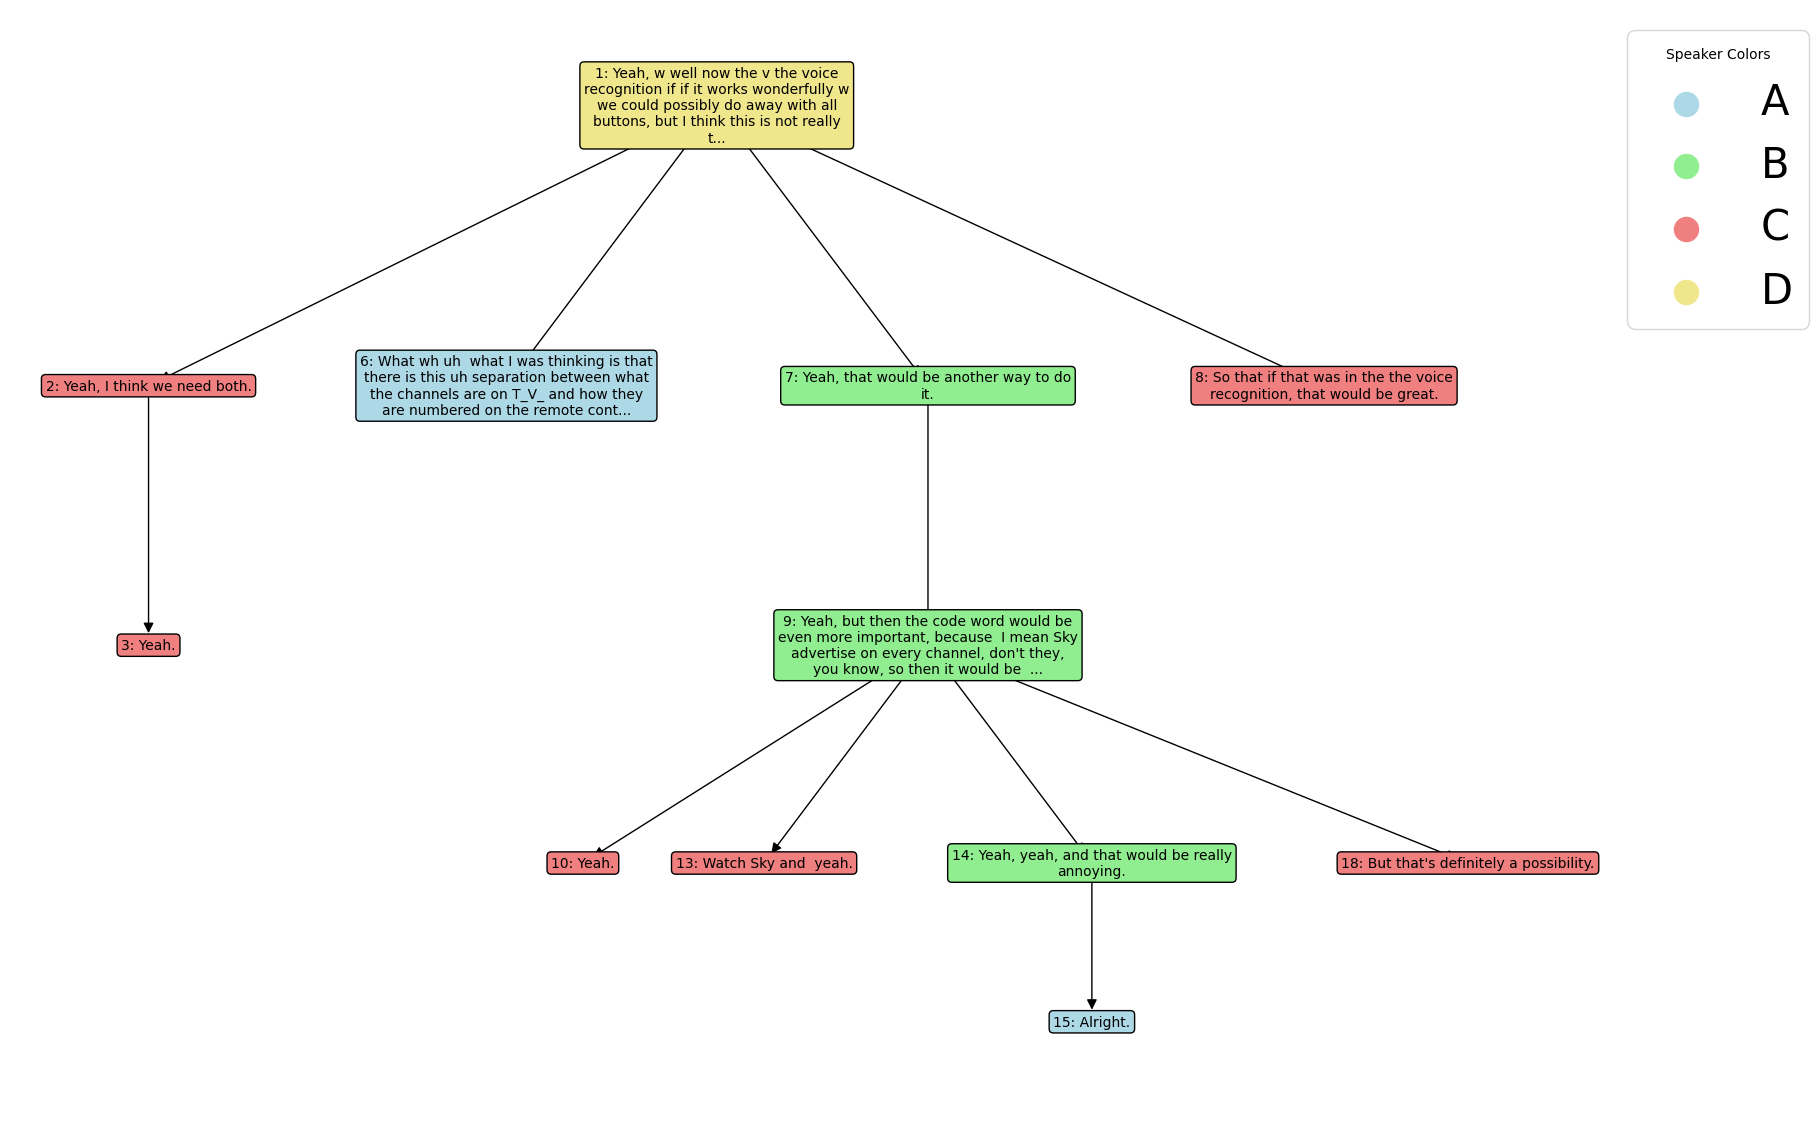 1: Yeah, w well now the v the voice
recognition if if it works wonderfully w
we could possibly do away with all
buttons, but I think this is not really
t...
Speaker Colors
A
B
C
D
2: Yeah, I think we need both.
6: What wh uh  what I was thinking is that
there is this uh separation between what
the channels are on T_V_ and how they
are numbered on the remote cont...
7: Yeah, that would be another way to do
it.
8: So that if that was in the the voice
recognition, that would be great.
3: Yeah.
9: Yeah, but then the code word would be
even more important, because  I mean Sky
advertise on every channel, don't they,
you know, so then it would be  ...
10: Yeah.
13: Watch Sky and  yeah.
14: Yeah, yeah, and that would be really
annoying.
18: But that's definitely a possibility.
15: Alright.